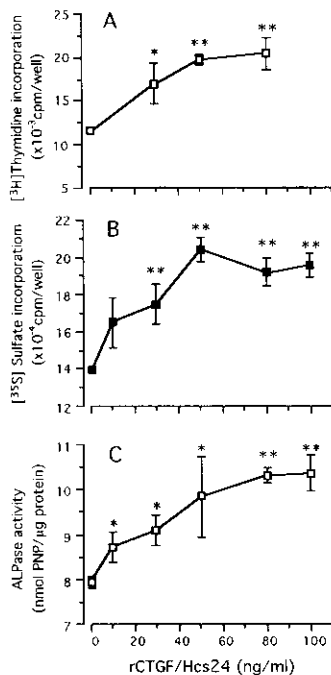 A
[³H]Thymidine incorporation
(x10⁻³cpm/well)
25
20
15
10
5
*
**
**
B
[³⁵S] Sulfate incorporatiom
(x10⁻⁴cpm/well)
22
20
18
16
14
12
**
**
**
**
C
ALPase activity
(nmol PNP/μg protein)
11
10
9
8
7
*
*
*
**
**
0 20 40 60 80 100
rCTGF/Hcs24 (ng/ml)